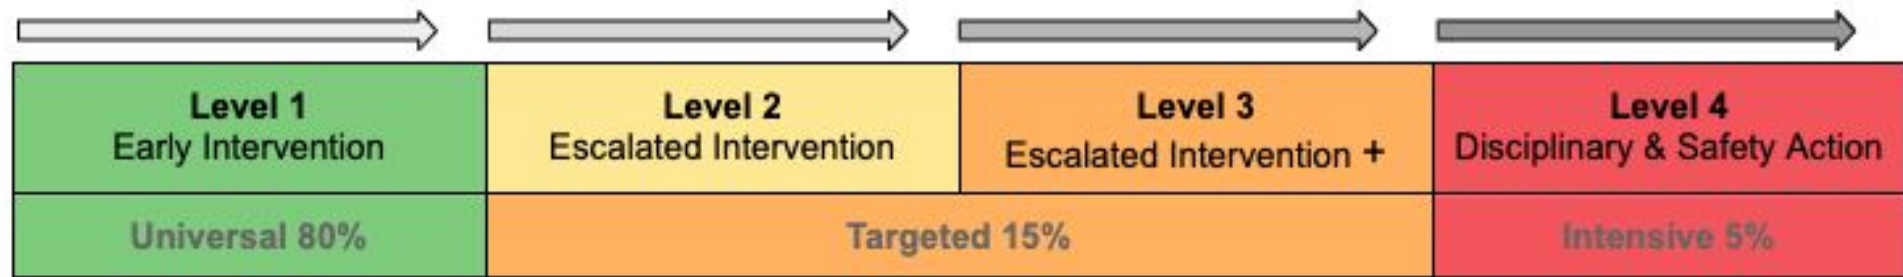 Level 1
Early Intervention
Level 2
Escalated Intervention
Level 3
Escalated Intervention +
Level 4
Disciplinary & Safety Action
Universal 80%
Targeted 15%
Intensive 5%